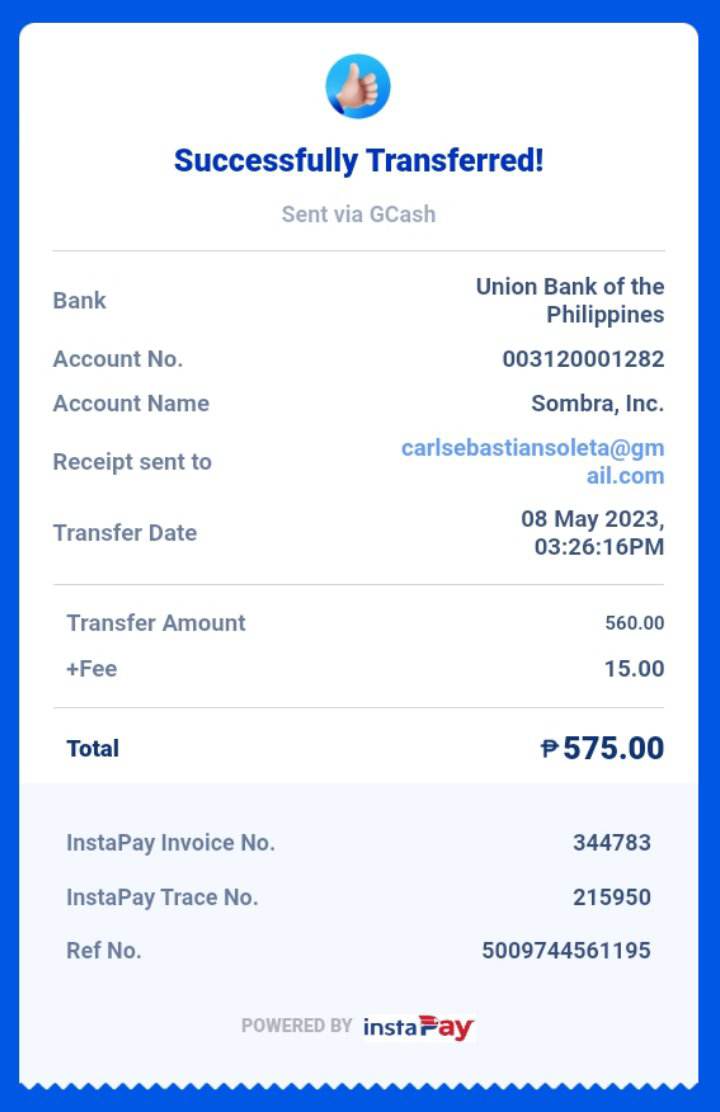 Successfully Transferred!
Sent via GCash
Bank
Union Bank of the
Philippines
Account No.
003120001282
Account Name
Sombra, Inc.
Receipt sent to
carlsebastiansoleta@gm
ail.com
Transfer Date
08 May 2023,
03:26:16PM
Transfer Amount
560.00
+Fee
15.00
Total
₱575.00
InstaPay Invoice No.
344783
InstaPay Trace No.
215950
Ref No.
5009744561195
POWERED BY instaPay